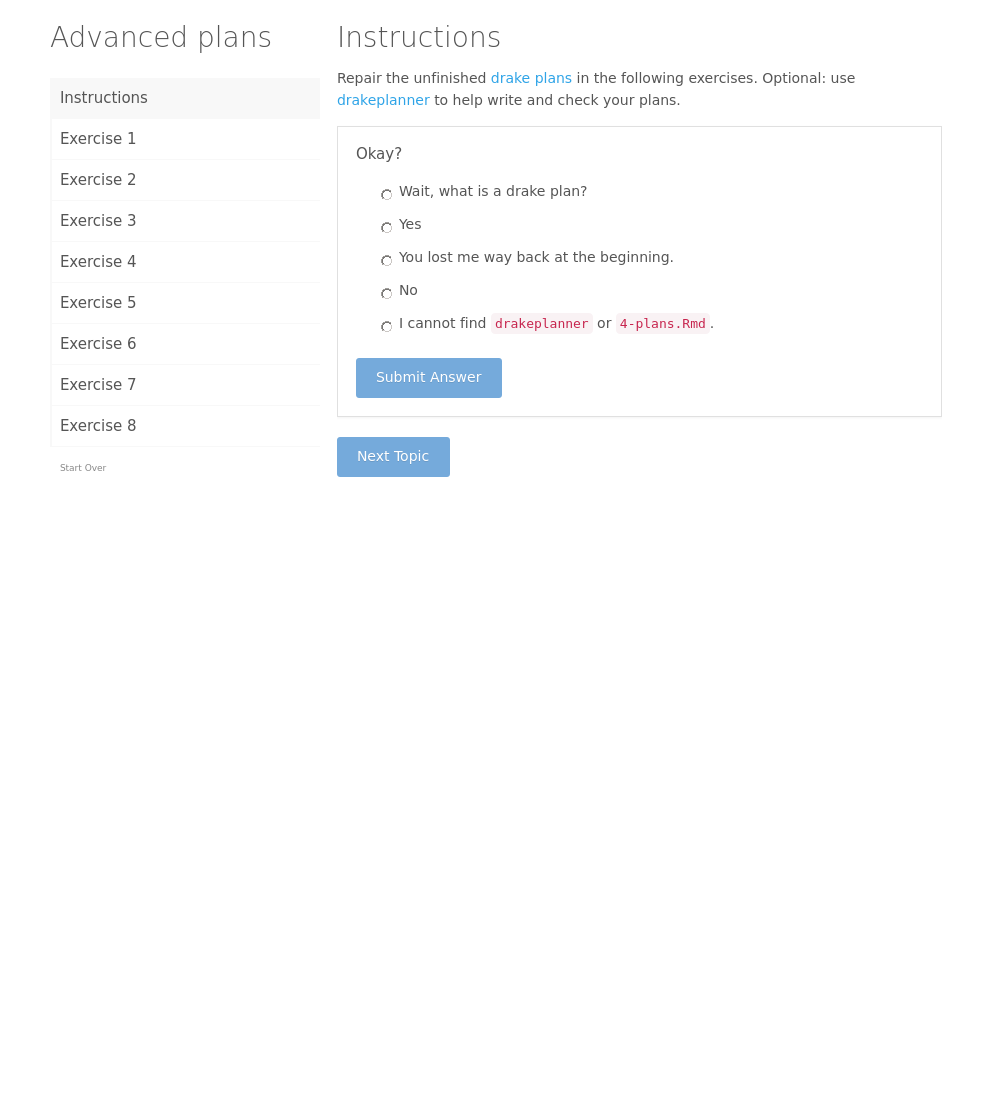 Advanced plans
Instructions
Exercise 1
Exercise 2
Exercise 3
Exercise 4
Exercise 5
Exercise 6
Exercise 7
Exercise 8
Start Over
Instructions
Repair the unfinished drake plans in the following exercises. Optional: use
drakeplanner to help write and check your plans.
Okay?
Wait, what is a drake plan?
Yes
You lost me way back at the beginning.
No
I cannot find drakeplanner or 4-plans.Rmd.
Submit Answer
Next Topic